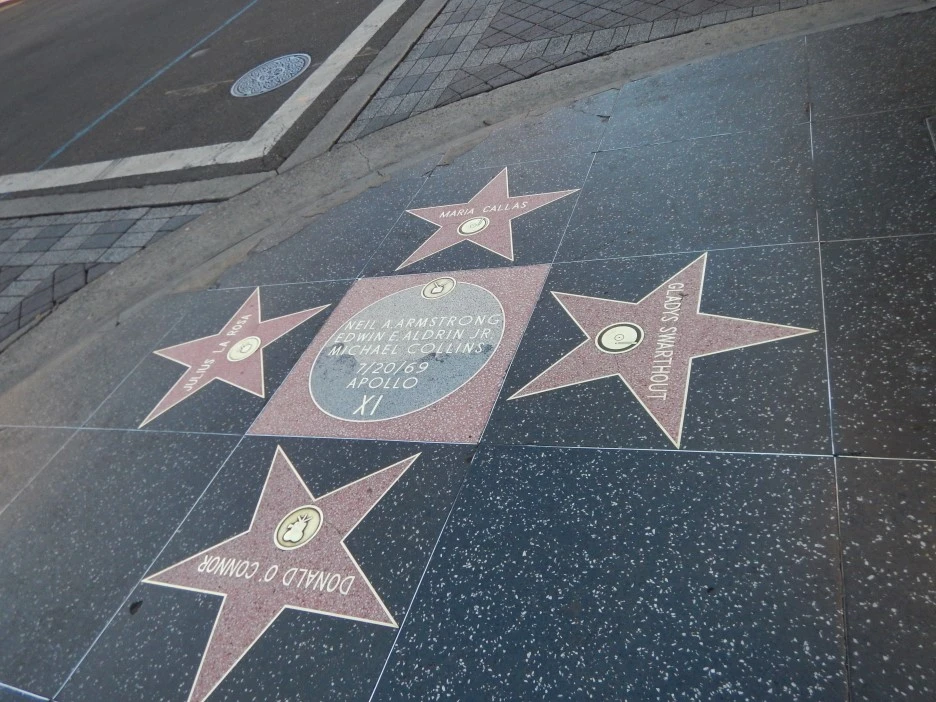 MARIA CALLAS
GLADYS SWARTHOUT
JULIUS LA ROSA
NEIL A. ARMSTRONG
EDWIN E. ALDRIN JR.
MICHAEL COLLINS
7/20/69
APOLLO
XI
DONALD O'CONNOR